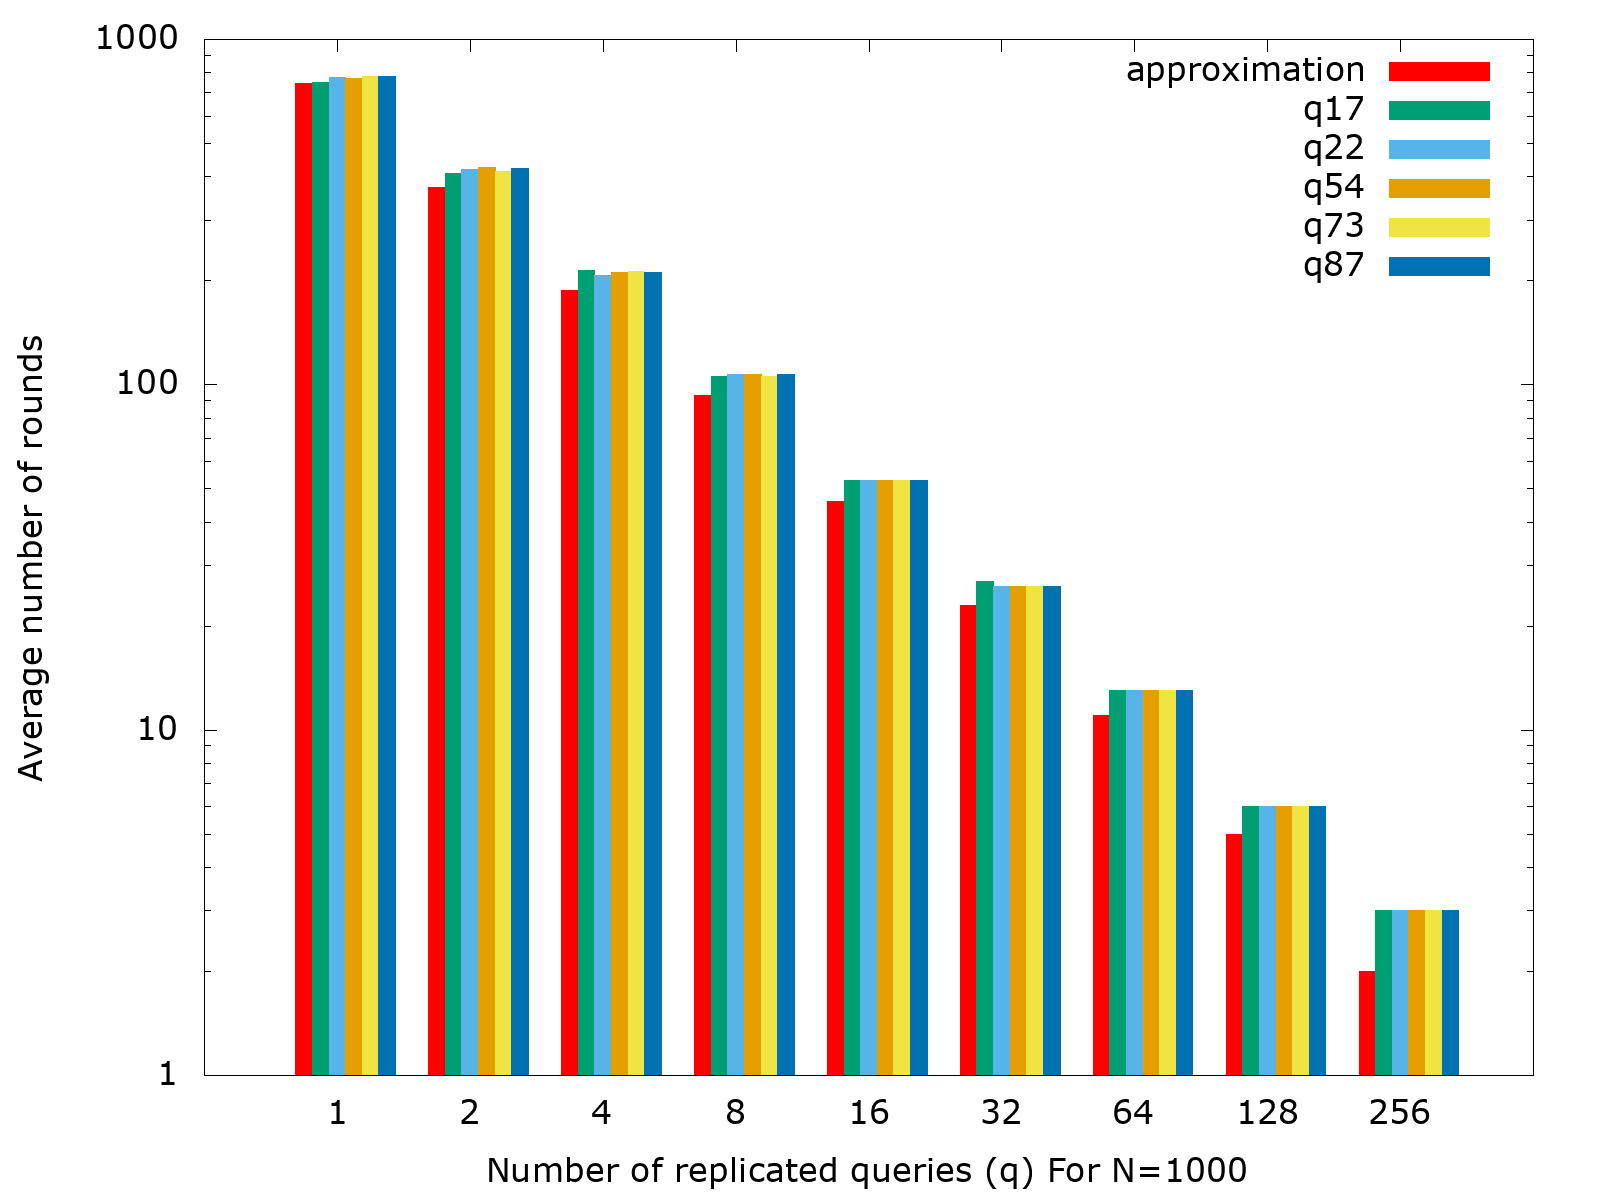 1000
100
10
1
Average number of rounds
approximation
q17
q22
q54
q73
q87
1 2 4 8 16 32 64 128 256
Number of replicated queries (q) For N=1000